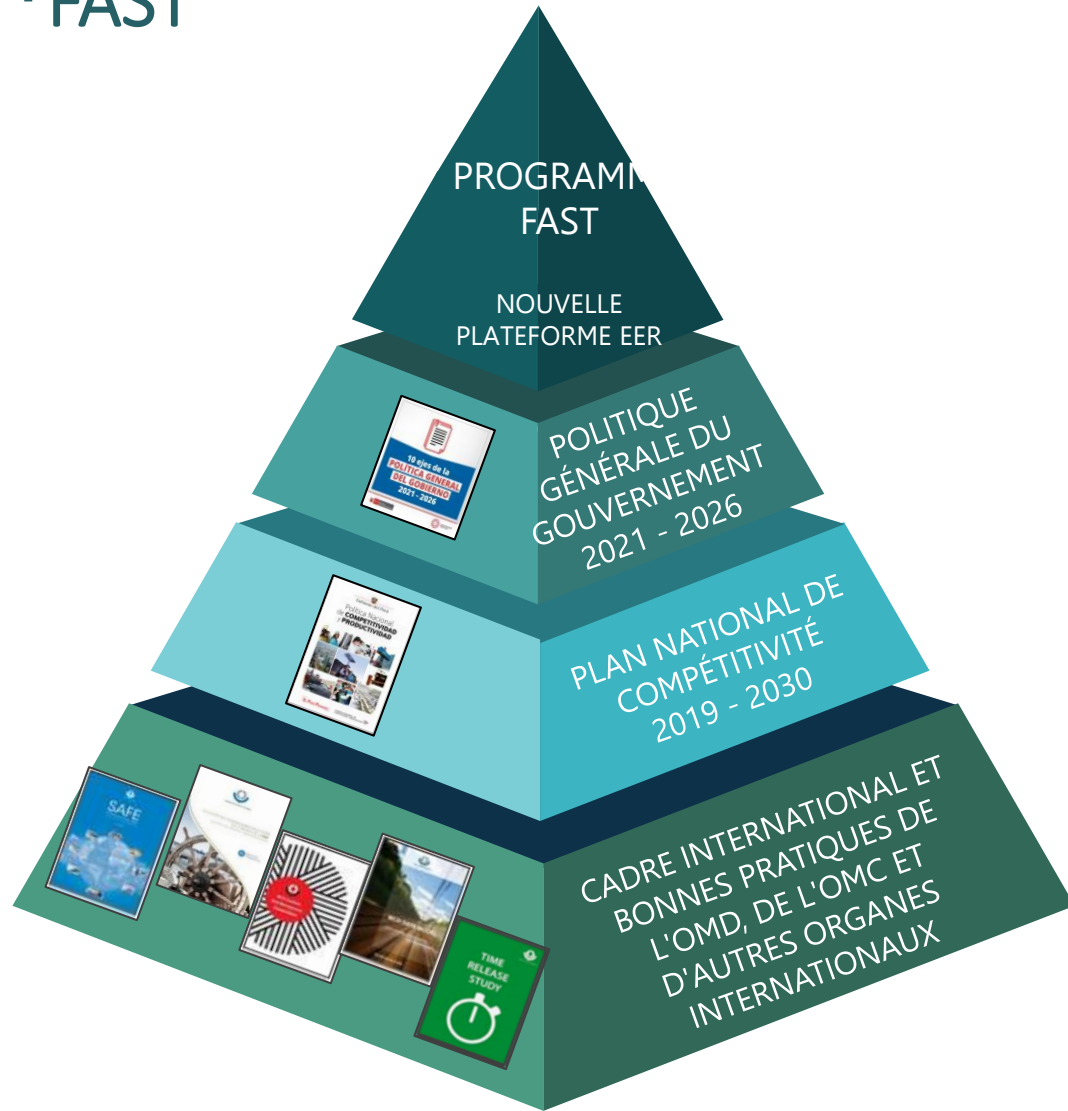 FAST
PROGRAMM
FAST
NOUVELLE
PLATEFORME EER
10 ejes de la
POLÍTICA GENERAL
DEL GOBIERNO
2021 - 2026
POLITIQUE
GÉNÉRALE DU
GOUVERNEMENT
2021 - 2026
Política Nacional
de COMPETITIVIDAD
y PRODUCTIVIDAD
PLAN NATIONAL DE
COMPÉTITIVITÉ
2019 - 2030
SAFE
TIME
RELEASE
STUDY
CADRE INTERNATIONAL ET
BONNES PRATIQUES DE
L'OMD, DE L'OMC ET
D'AUTRES ORGANES
INTERNATIONAUX